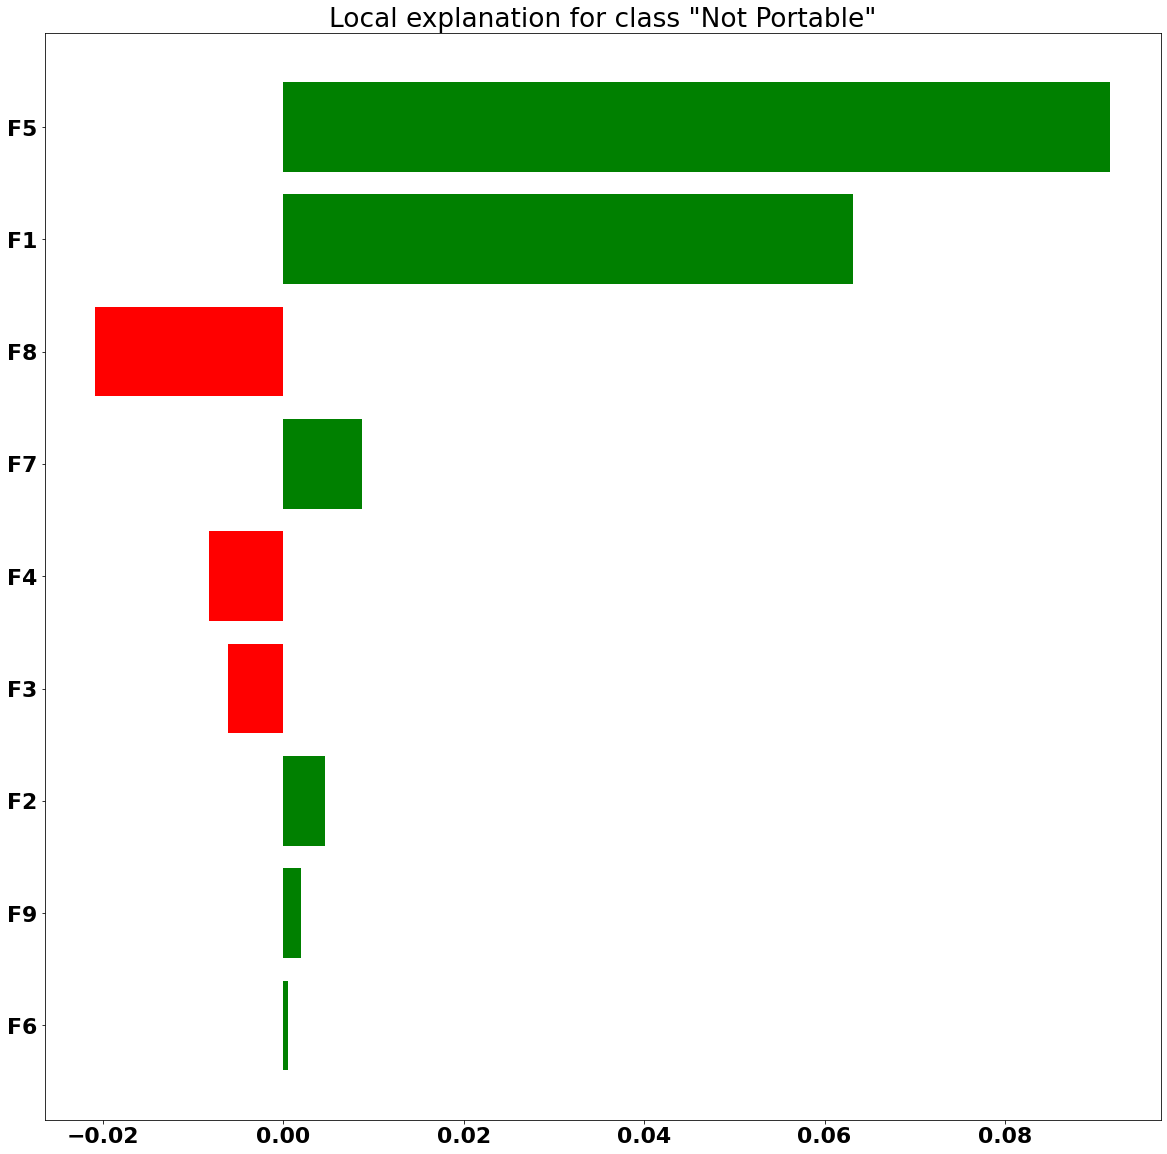 Local explanation for class "Not Portable"
F5
F1
F8
F7
F4
F3
F2
F9
F6
−0.02 0.00 0.02 0.04 0.06 0.08